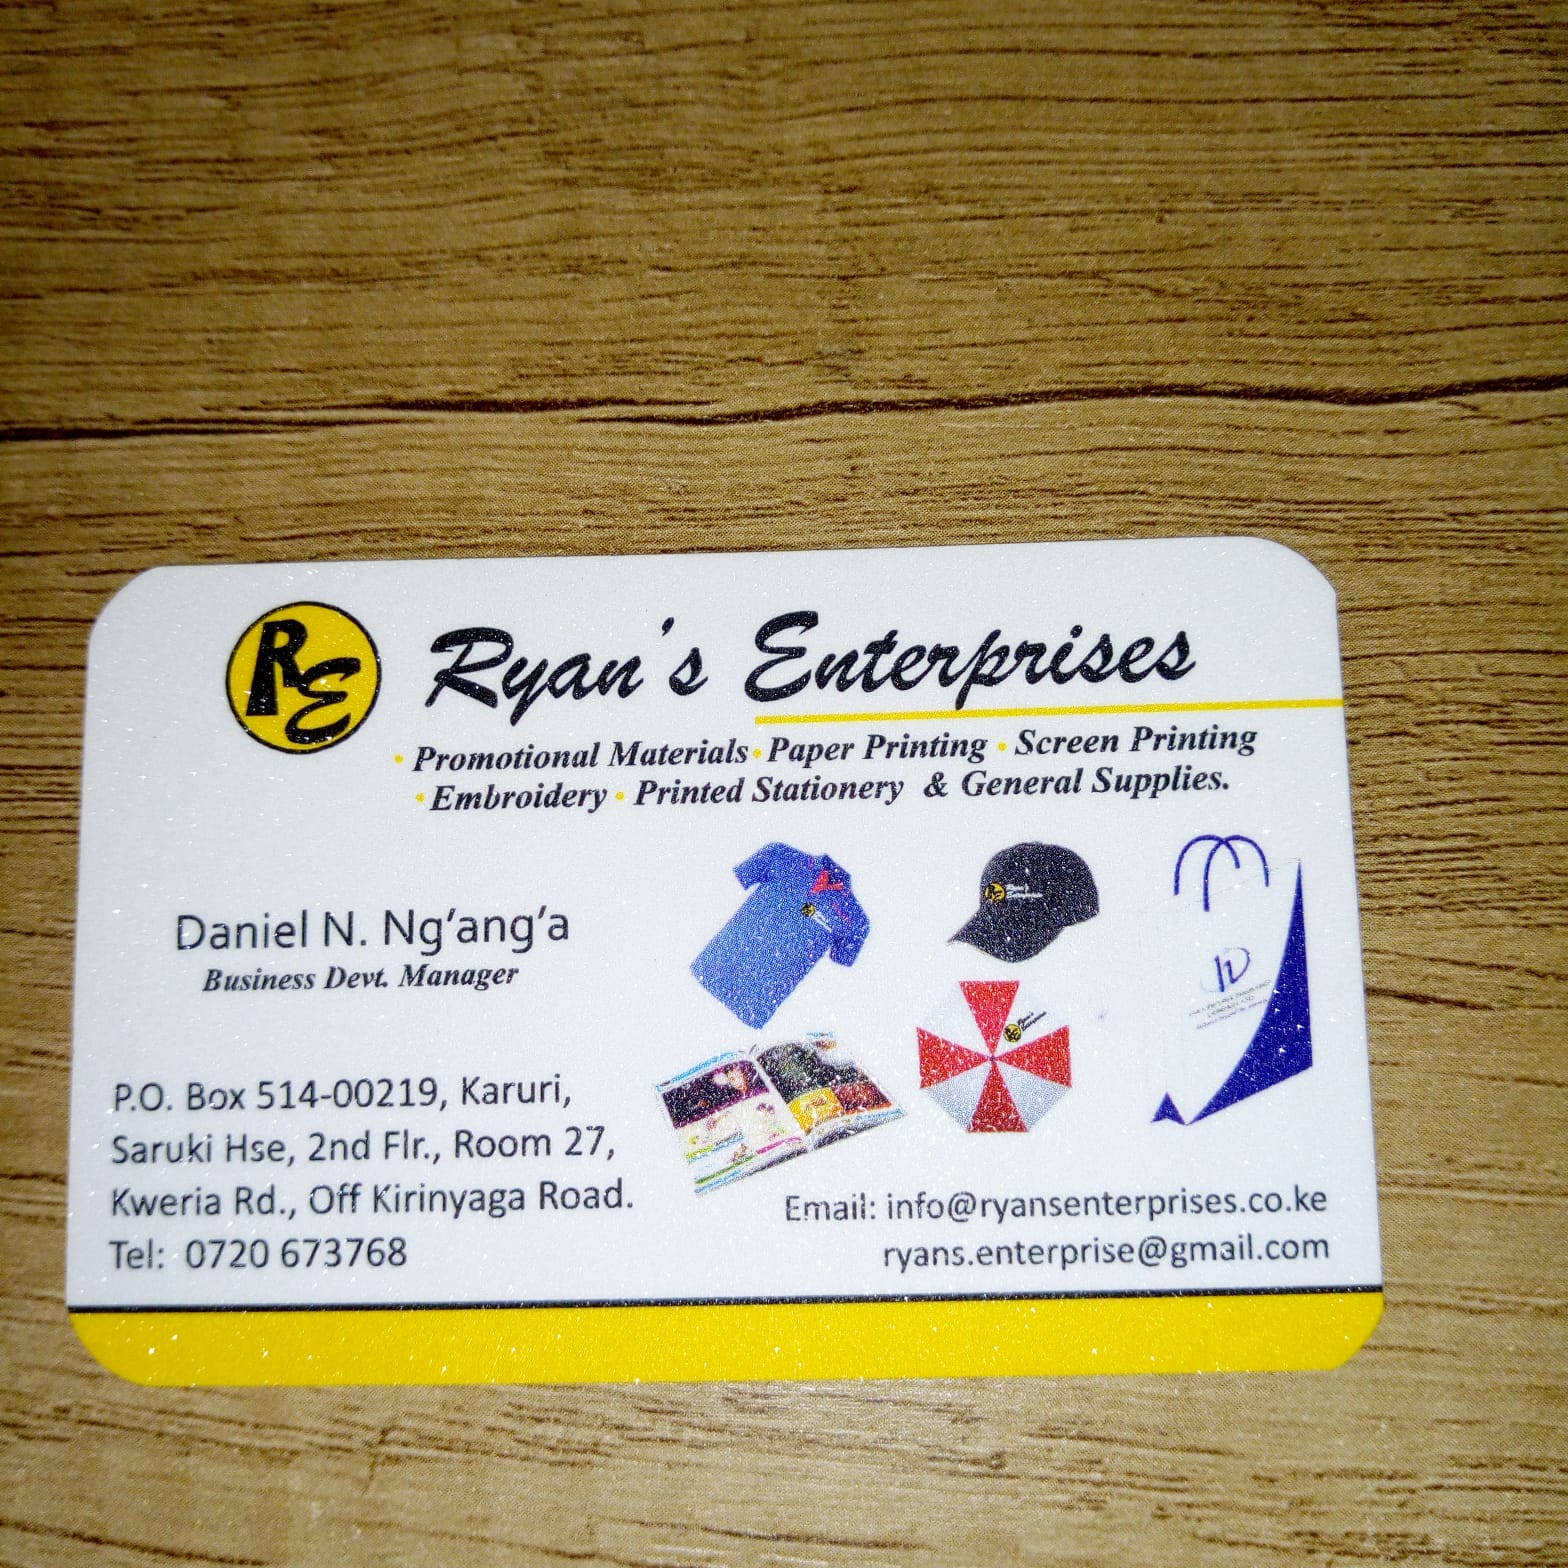 RE
Ryan's Enterprises
• Promotional Materials • Paper Printing • Screen Printing
• Embroidery • Printed Stationery & General Supplies.
Daniel N. Ng'ang'a
Business Devt. Manager
P.O. Box 514-00219, Karuri,
Saruki Hse, 2nd Flr., Room 27,
Kweria Rd., Off Kirinyaga Road.
Tel: 0720 673768
Email: info@ryansenterprises.co.ke
ryans.enterprise@gmail.com